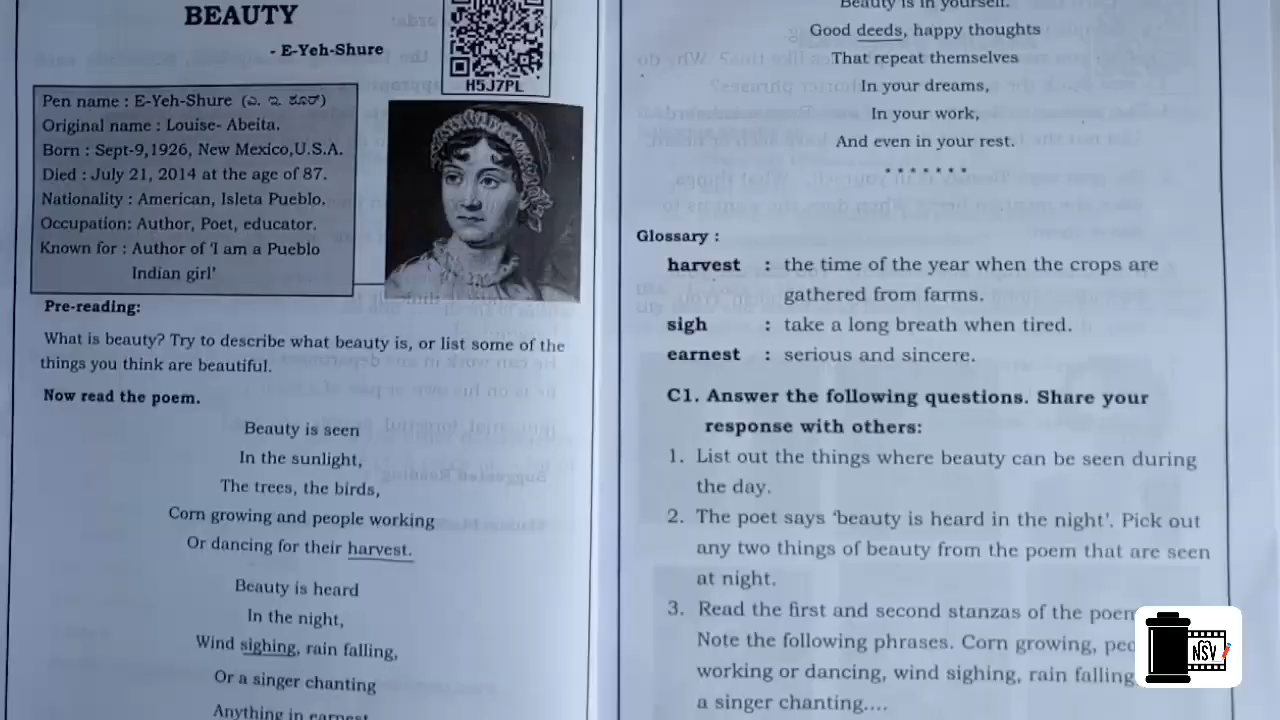 BEAUTY
- E-Yeh-Shure
H5J7PL
Pen name : E-Yeh-Shure (ಎ. ಇ. ಶೂರ್)
Original name : Louise- Abeita.
Born : Sept-9,1926, New Mexico,U.S.A.
Died : July 21, 2014 at the age of 87.
Nationality : American, Isleta Pueblo.
Occupation: Author, Poet, educator.
Known for : Author of 'I am a Pueblo
Indian girl'
Pre-reading:
What is beauty? Try to describe what beauty is, or list some of the
things you think are beautiful.
Now read the poem.
Beauty is seen
In the sunlight,
The trees, the birds,
Corn growing and people working
Or dancing for their harvest.
Beauty is heard
In the night,
Wind sighing, rain falling,
Or a singer chanting
Anything in earnest.
Beauty is in yourself.
Good deeds, happy thoughts
That repeat themselves
In your dreams,
In your work,
And even in your rest.
*******
Glossary :
harvest : the time of the year when the crops are
gathered from farms.
sigh : take a long breath when tired.
earnest : serious and sincere.
C1. Answer the following questions. Share your
response with others:
1. List out the things where beauty can be seen during
the day.
2. The poet says 'beauty is heard in the night'. Pick out
any two things of beauty from the poem that are seen
at night.
3. Read the first and second stanzas of the poem
Note the following phrases. Corn growing,
working or dancing, wind sighing, rain falling
a singer chanting....
NSV